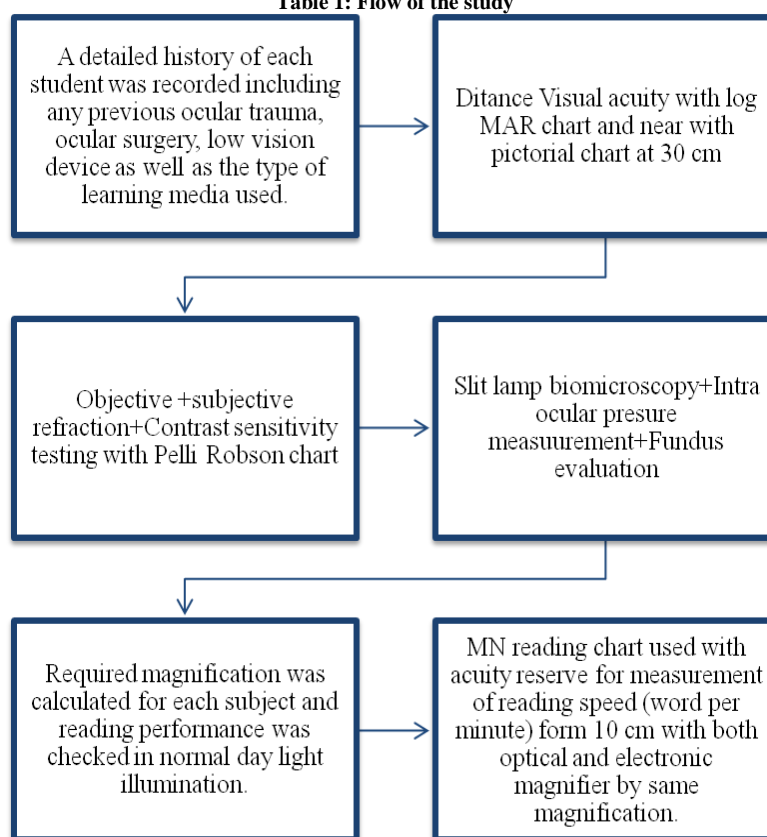 Table 1: Flow of the study
A detailed history of each
student was recorded including
any previous ocular trauma,
ocular surgery, low vision
device as well as the type of
learning media used.
Ditance Visual acuity with log
MAR chart and near with
pictorial chart at 30 cm
Objective +subjective
refraction+Contrast sensitivity
testing with Pelli Robson chart
Slit lamp biomicroscopy+Intra
ocular presure
measuurement+Fundus
evaluation
Required magnification was
calculated for each subject and
reading performance was
checked in normal day light
illumination.
MN reading chart used with
acuity reserve for measurement
of reading speed (word per
minute) form 10 cm with both
optical and electronic
magnifier by same
magnification.